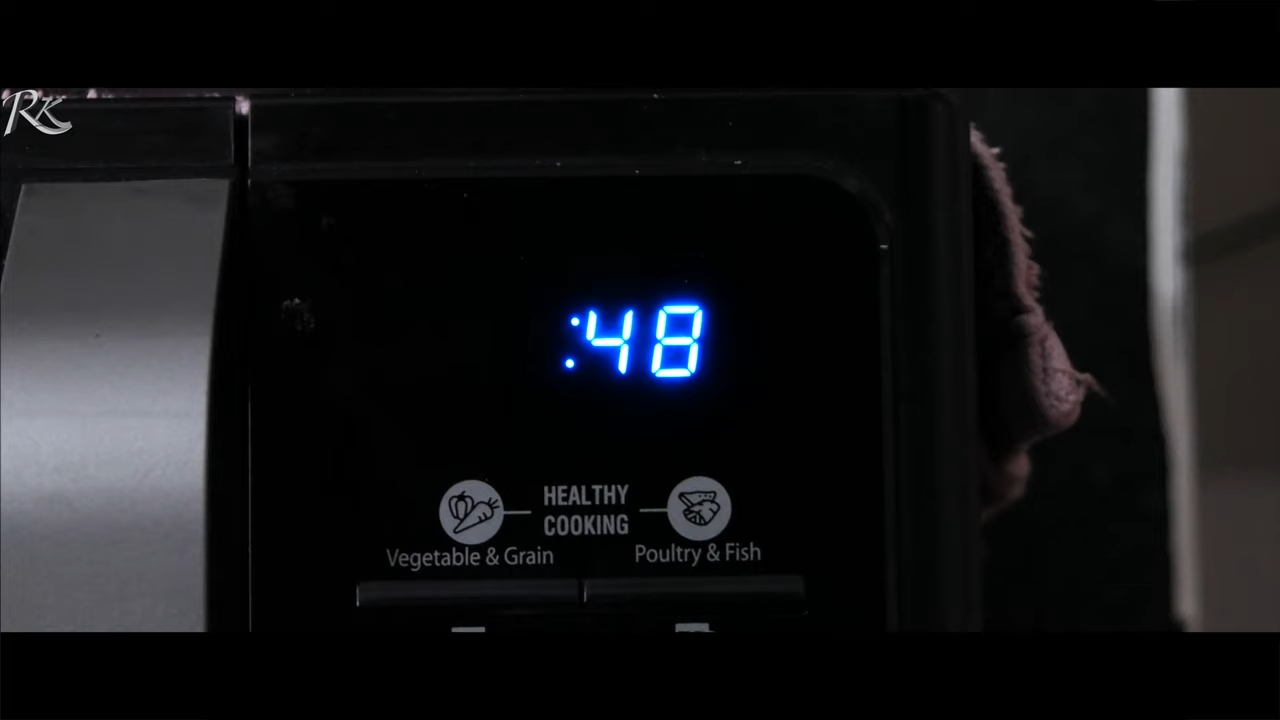 RK
:48
HEALTHY
COOKING
Vegetable & Grain
Poultry & Fish